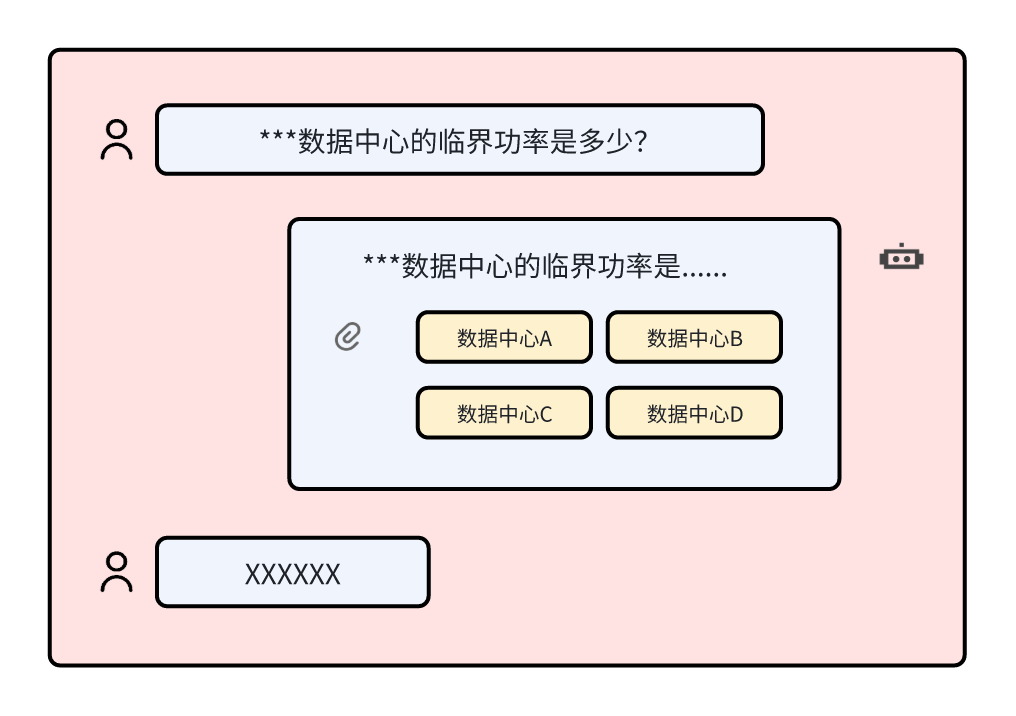 ***数据中心的临界功率是多少？
***数据中心的临界功率是......
数据中心A
数据中心B
数据中心C
数据中心D
XXXXXX